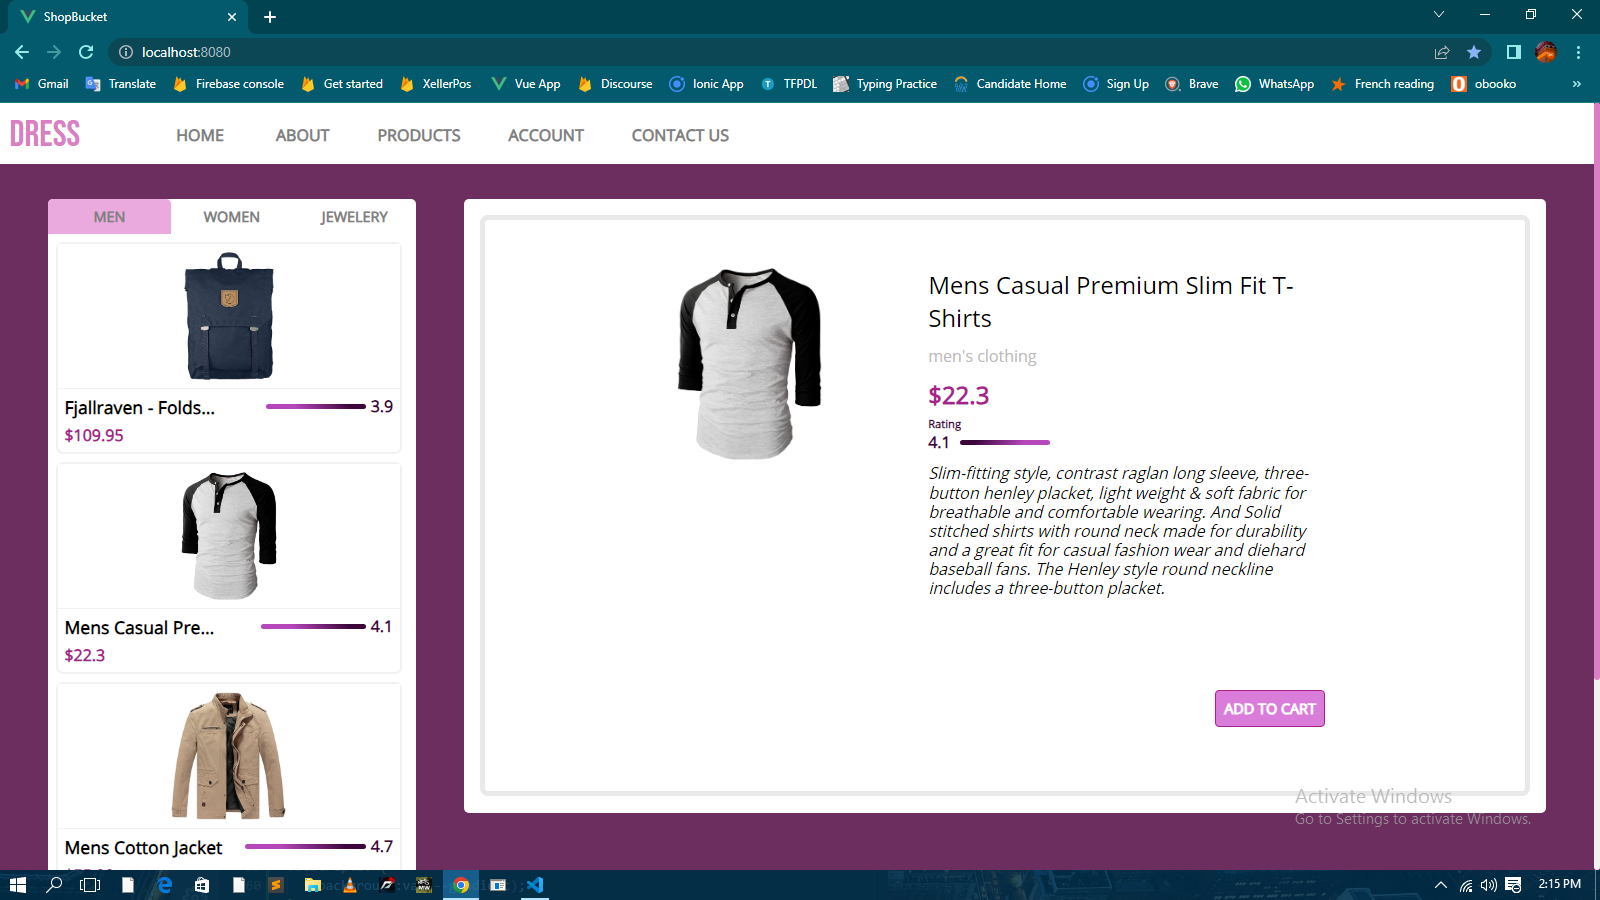 ShopBucket
localhost:8080
Gmail
Translate
Firebase console
Get started
XellerPos
Vue App
Discourse
Ionic App
TFPDL
Typing Practice
Candidate Home
Sign Up
Brave
WhatsApp
French reading
obooko
DRESS
HOME
ABOUT
PRODUCTS
ACCOUNT
CONTACT US
MEN
WOMEN
JEWELERY
Fjallraven - Folds...
3.9
$109.95
Mens Casual Pre...
4.1
$22.3
Mens Cotton Jacket
4.7
Mens Casual Premium Slim Fit T-
Shirts
men's clothing
$22.3
Rating
4.1
Slim-fitting style, contrast raglan long sleeve, three-
button henley placket, light weight & soft fabric for
breathable and comfortable wearing. And Solid
stitched shirts with round neck made for durability
and a great fit for casual fashion wear and diehard
baseball fans. The Henley style round neckline
includes a three-button placket.
ADD TO CART
Activate Windows
Go to Settings to activate Windows.
2:15 PM